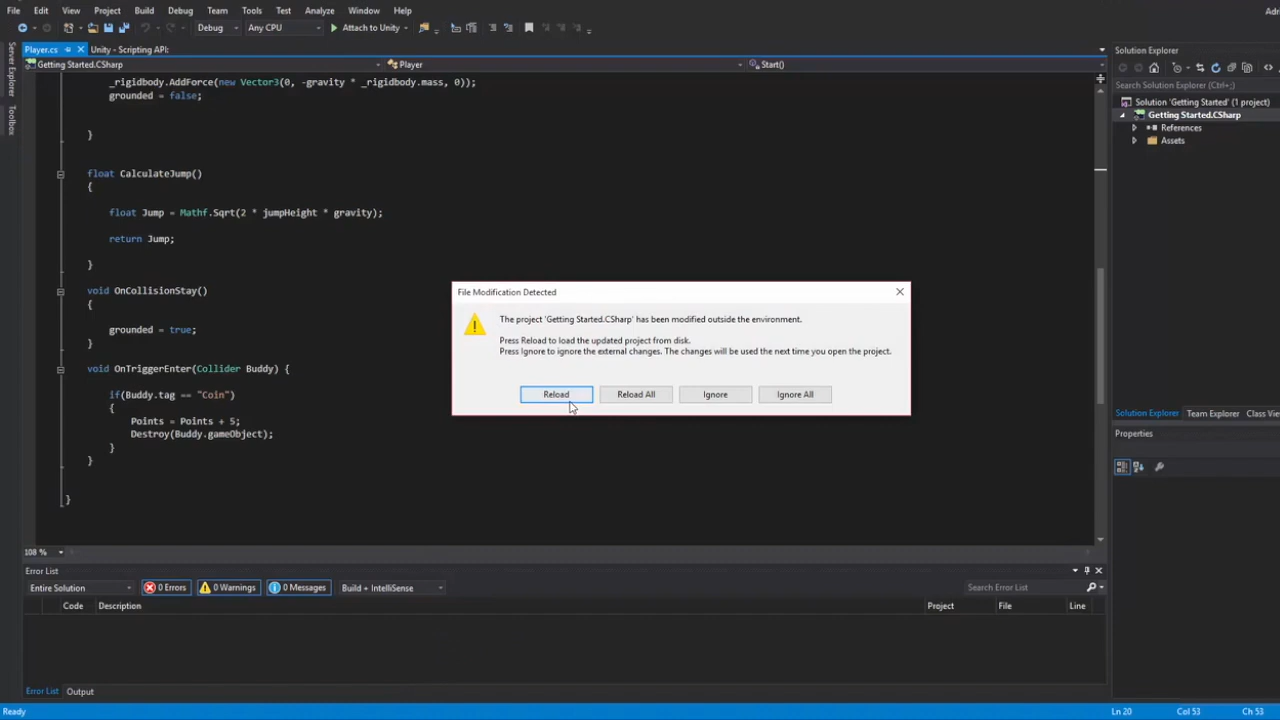 File Edit View Project Build Debug Team Tools Test Analyze Window Help
Debug Any CPU Attach to Unity
Server Explorer
Toolbox
Player.cs Unity - Scripting API:
Getting Started.CSharp Player Start()
_rigidbody.AddForce(new Vector3(0, -gravity * _rigidbody.mass, 0));
grounded = false;
}
float CalculateJump()
{
float Jump = Mathf.Sqrt(2 * jumpHeight * gravity);
return Jump;
}
void OnCollisionStay()
{
grounded = true;
}
void OnTriggerEnter(Collider Buddy) {
if(Buddy.tag == "Coin")
{
Points = Points + 5;
Destroy(Buddy.gameObject);
}
}
}
108 %
File Modification Detected
The project 'Getting Started.CSharp' has been modified outside the environment.
Press Reload to load the updated project from disk.
Press Ignore to ignore the external changes. The changes will be used the next time you open the project.
Reload Reload All Ignore Ignore All
Solution Explorer
Search Solution Explorer (Ctrl+;)
Solution 'Getting Started' (1 project)
Getting Started.CSharp
References
Assets
Solution Explorer Team Explorer Class Vie
Properties
Error List
Entire Solution 0 Errors 0 Warnings 0 Messages Build + IntelliSense Search Error List
Code Description Project File Line
Error List Output
Ready Ln 20 Col 53 Ch 53